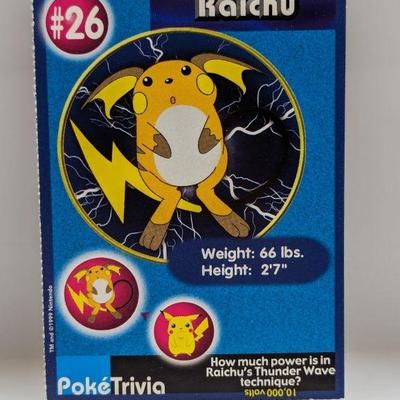 #26
Raichu
Weight: 66 lbs.
Height: 2'7"
TM and ©1999 Nintendo
PokéTrivia
How much power is in
Raichu's Thunder Wave
technique?
10,000 volts